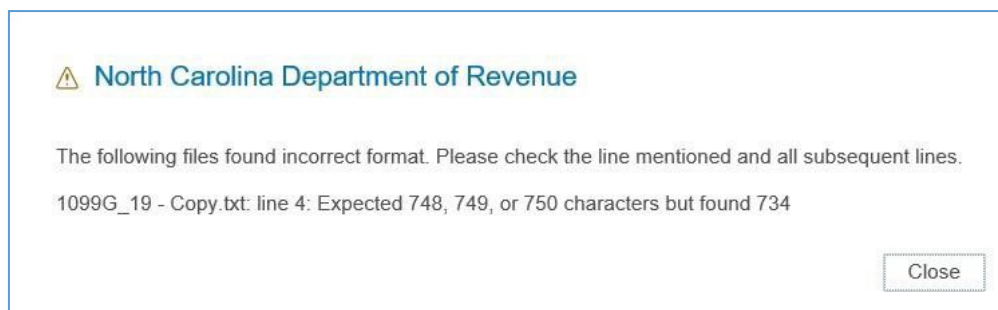 North Carolina Department of Revenue
The following files found incorrect format. Please check the line mentioned and all subsequent lines.
1099G_19 - Copy.txt: line 4: Expected 748, 749, or 750 characters but found 734
Close